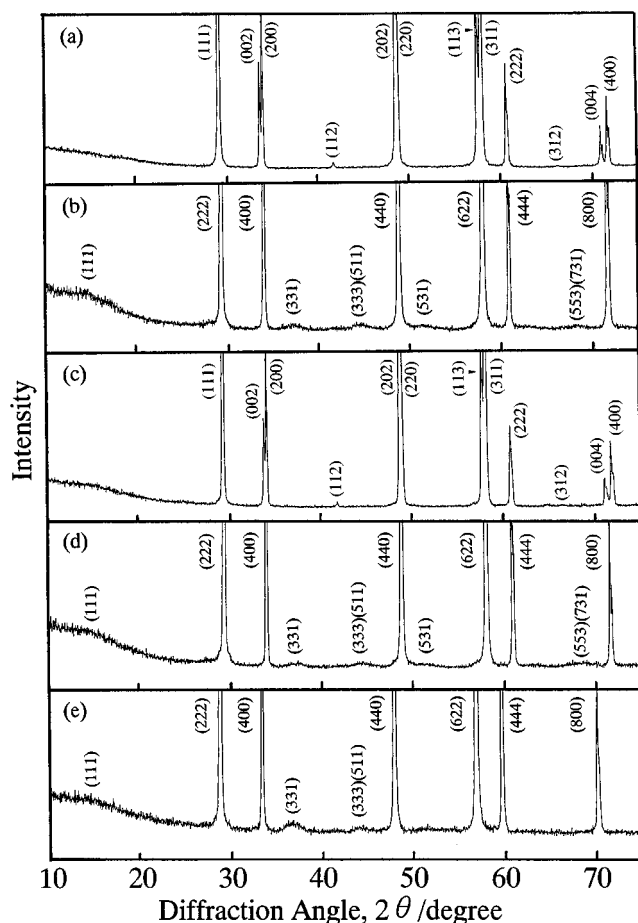 (a) (111) (002) (200) (112) (202) (220) (113) (311) (222) (312) (004) (400)
(b) (111) (222) (400) (331) (333)(511) (440) (531) (622) (444) (553)(731) (800)
(c) (111) (002) (200) (112) (202) (220) (113) (311) (222) (312) (004) (400)
(d) (111) (222) (400) (331) (333)(511) (440) (531) (622) (444) (553)(731) (800)
(e) (111) (222) (400) (331) (333)(511) (440) (622) (444) (800)
Intensity
10 20 30 40 50 60 70
Diffraction Angle, 2 θ /degree